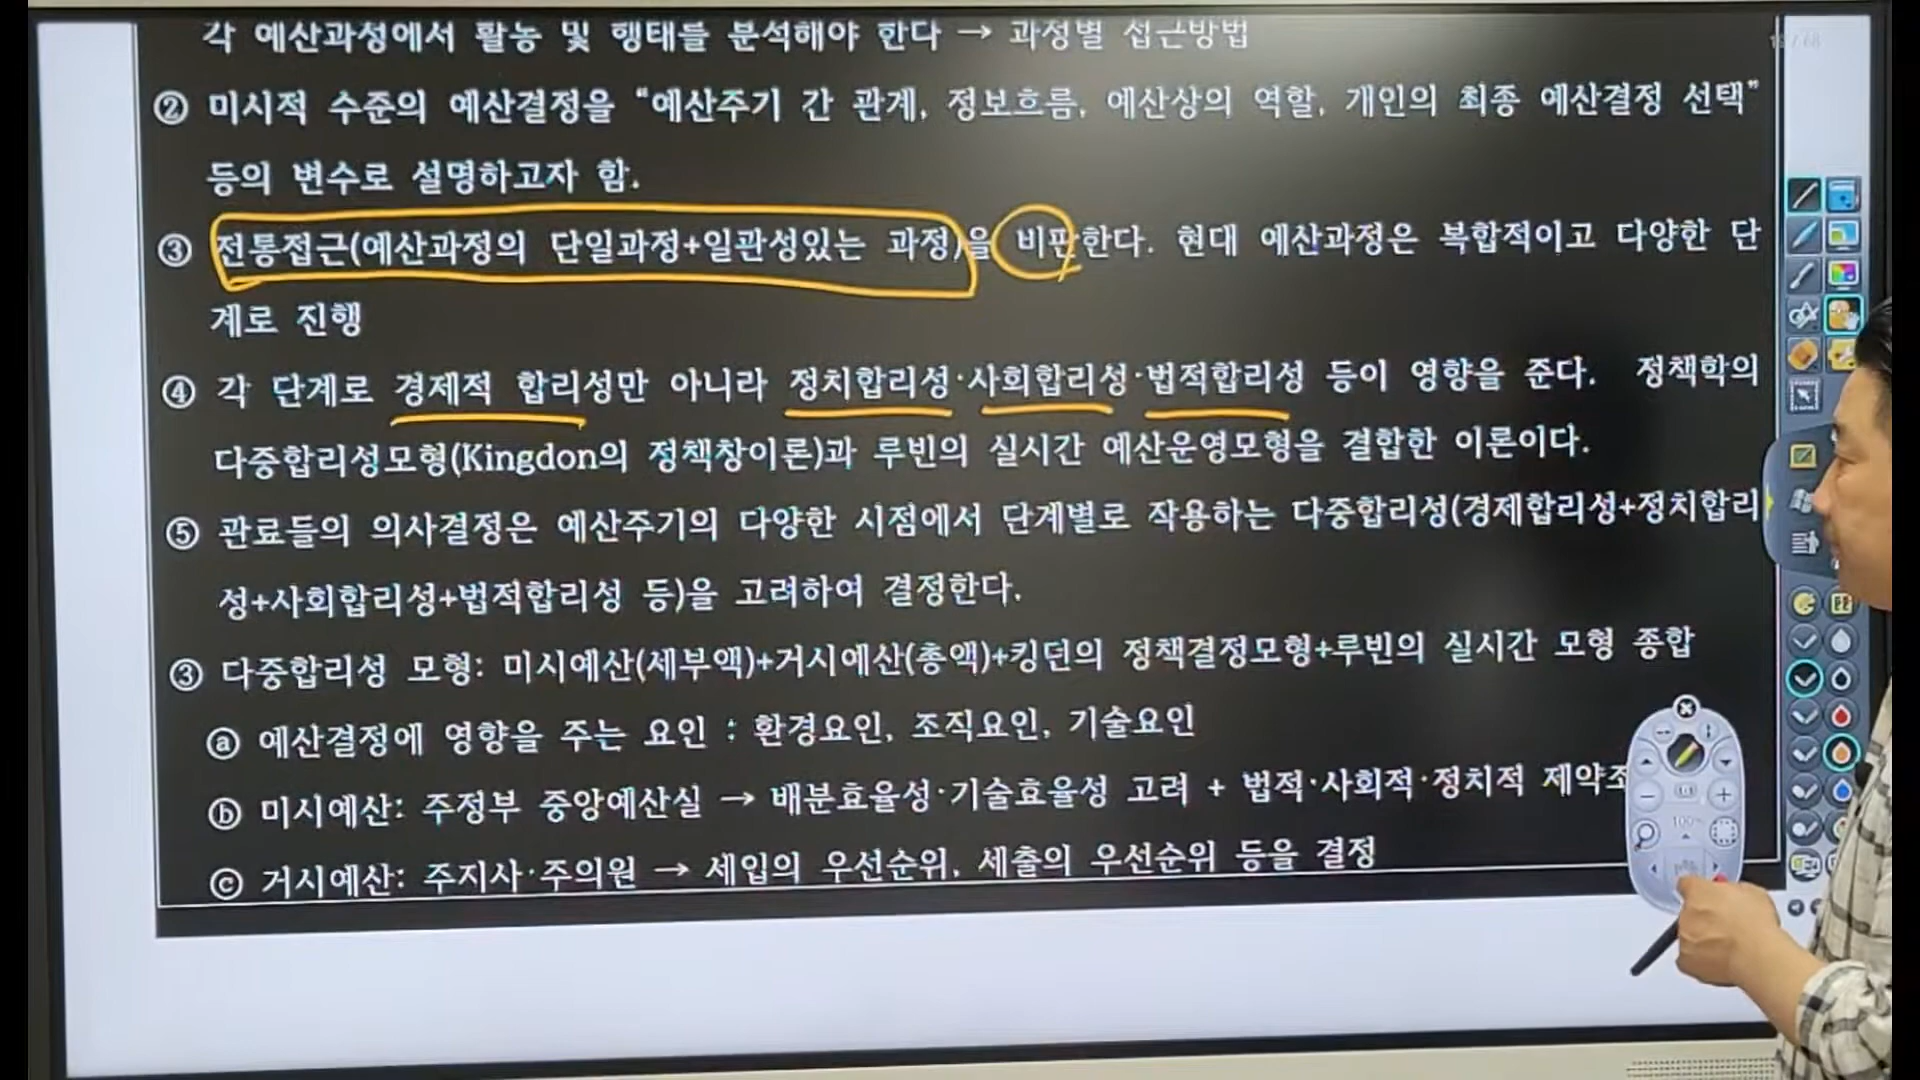 각 예산과정에서 활동 및 행태를 분석해야 한다 → 과정별 접근방법
② 미시적 수준의 예산결정을 “예산주기 간 관계, 정보흐름, 예산상의 역할, 개인의 최종 예산결정 선택”
등의 변수로 설명하고자 함.
③ 전통접근(예산과정의 단일과정+일관성있는 과정)을 비판한다. 현대 예산과정은 복합적이고 다양한 단
계로 진행
④ 각 단계로 경제적 합리성만 아니라 정치합리성·사회합리성·법적합리성 등이 영향을 준다. 정책학의
다중합리성모형(Kingdon의 정책창이론)과 루빈의 실시간 예산운영모형을 결합한 이론이다.
⑤ 관료들의 의사결정은 예산주기의 다양한 시점에서 단계별로 작용하는 다중합리성(경제합리성+정치합리
성+사회합리성+법적합리성 등)을 고려하여 결정한다.
③ 다중합리성 모형: 미시예산(세부액)+거시예산(총액)+킹던의 정책결정모형+루빈의 실시간 모형 종합
ⓐ 예산결정에 영향을 주는 요인 : 환경요인, 조직요인, 기술요인
ⓑ 미시예산: 주정부 중앙예산실 → 배분효율성·기술효율성 고려 + 법적·사회적·정치적 제약조
ⓒ 거시예산: 주지사·주의원 → 세입의 우선순위, 세출의 우선순위 등을 결정
100%